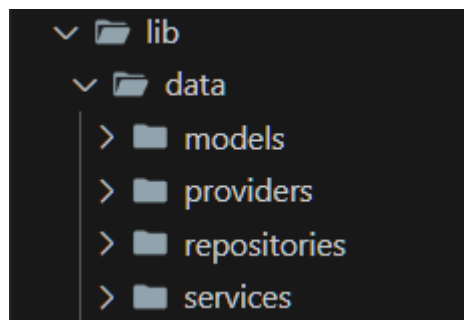 lib
data
models
providers
repositories
services